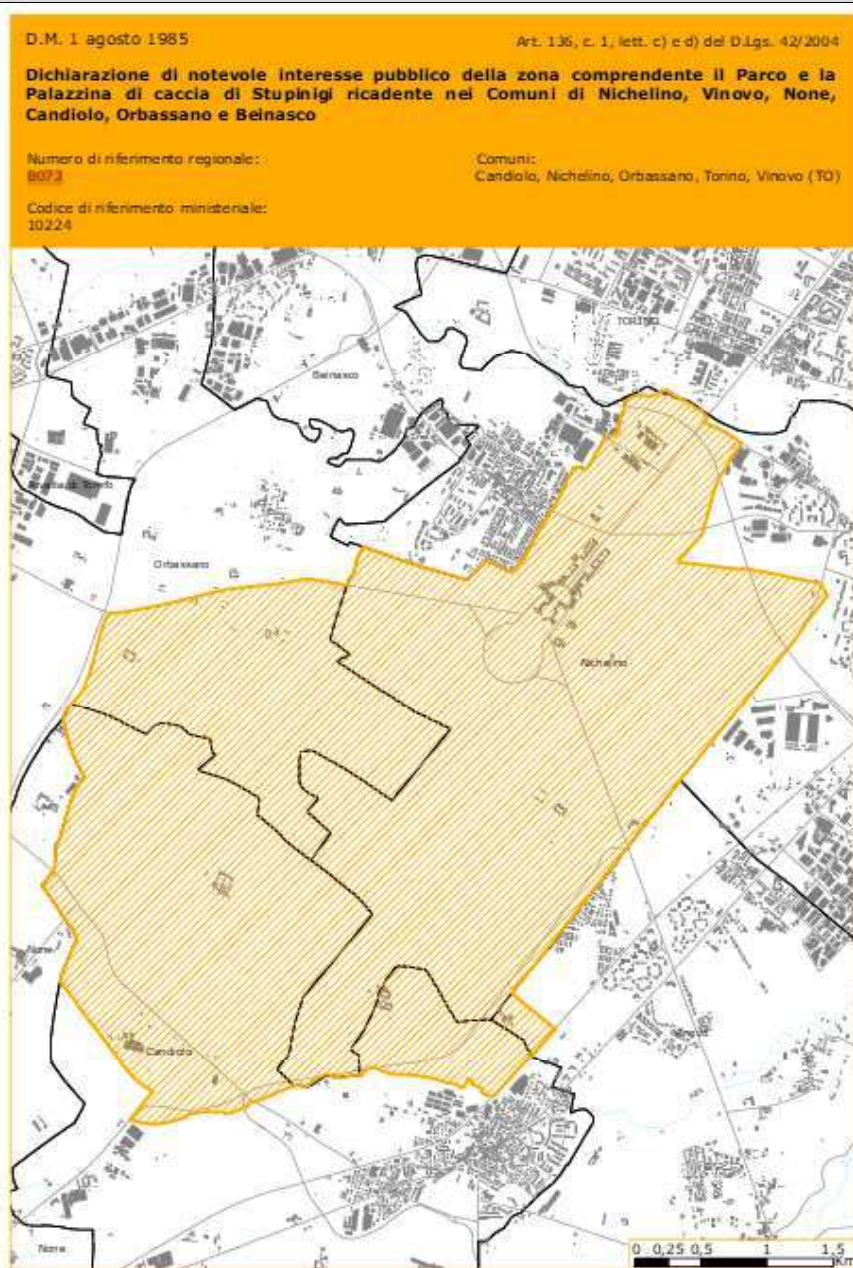 D.M. 1 agosto 1985
Art. 136, c. 1, lett. c) e d) del D.Lgs. 42/2004
Dichiarazione di notevole interesse pubblico della zona comprendente il Parco e la
Palazzina di caccia di Stupinigi ricadente nei Comuni di Nichelino, Vinovo, None,
Candiolo, Orbassano e Beinasco
Numero di riferimento regionale:
B073
Comuni:
Candiolo, Nichelino, Orbassano, Torino, Vinovo (TO)
Codice di riferimento ministeriale:
10224
TORINO
Beinasco
Orbassano
Nichelino
None
Candiolo
None
0 0,25 0,5 1 1,5
Km